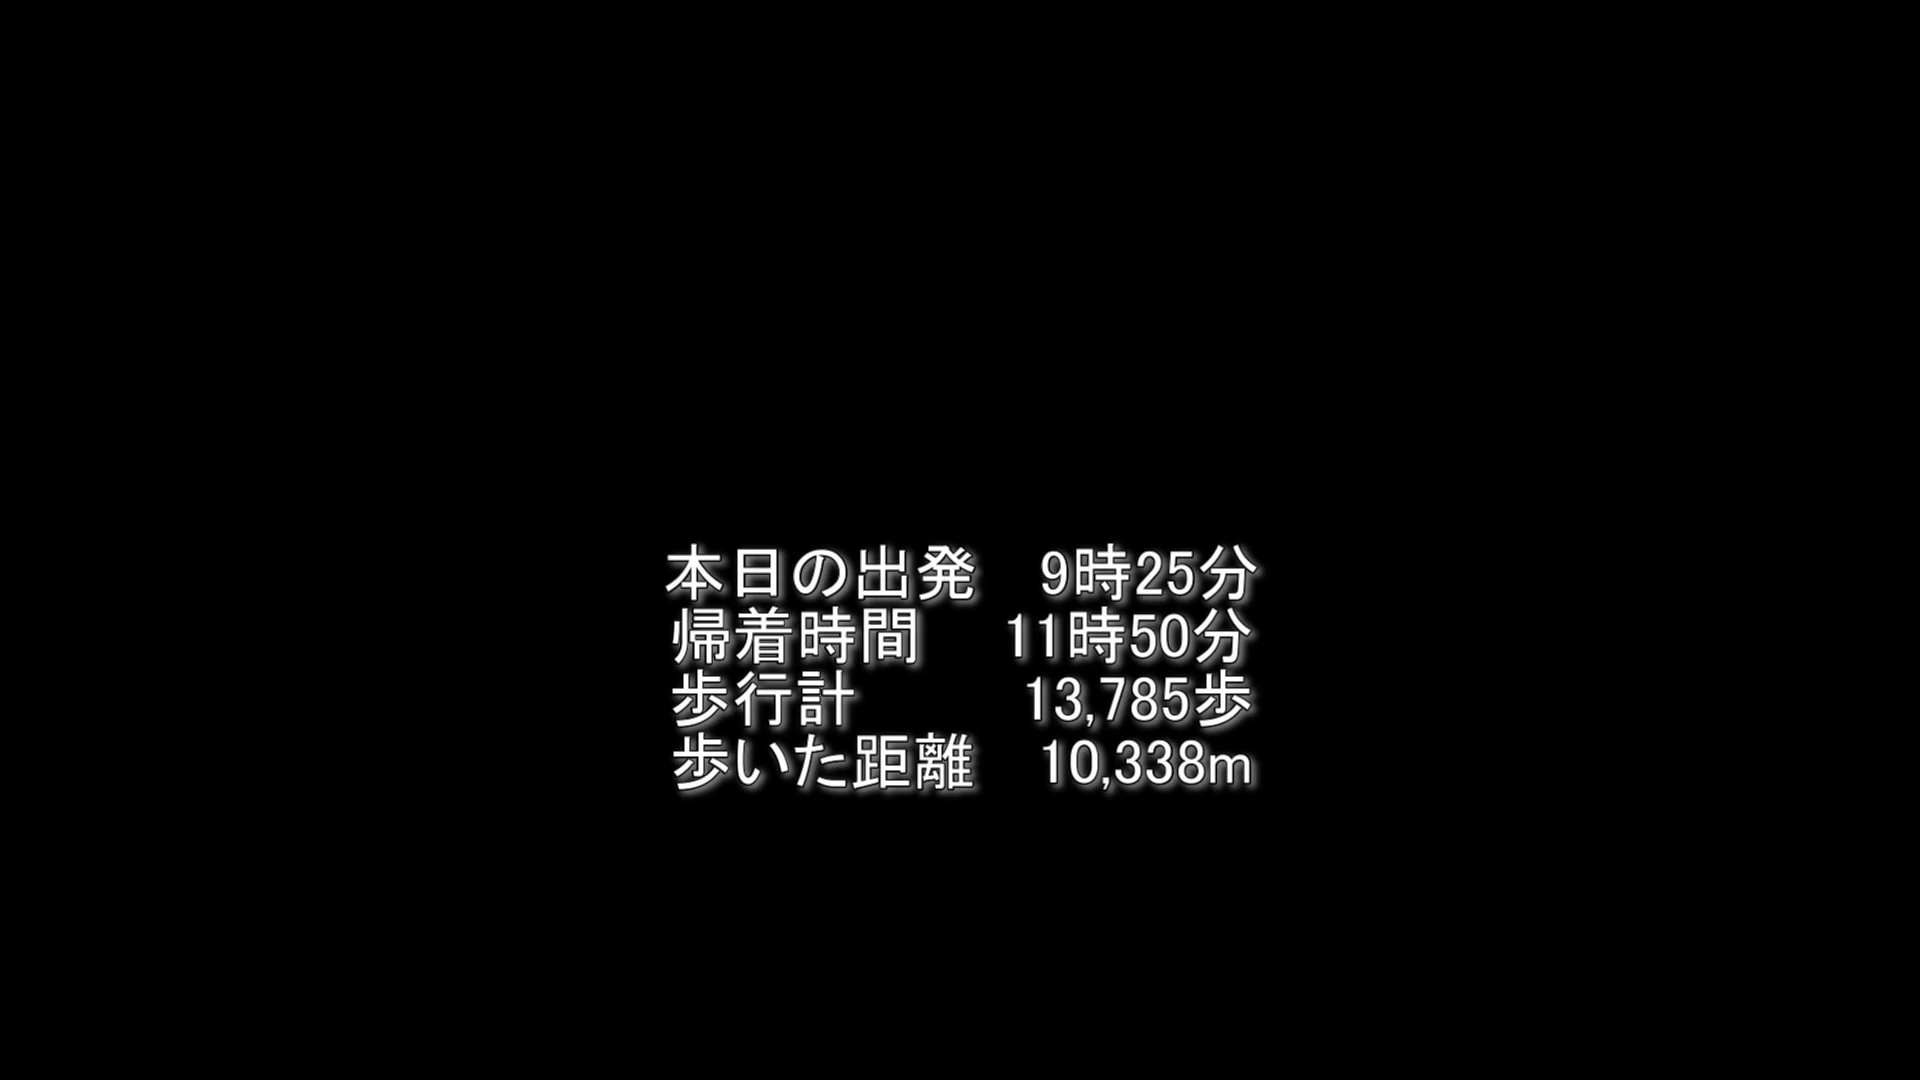 本日の出発　9時25分
帰着時間　11時50分
歩行計　13,785歩
歩いた距離　10,338m